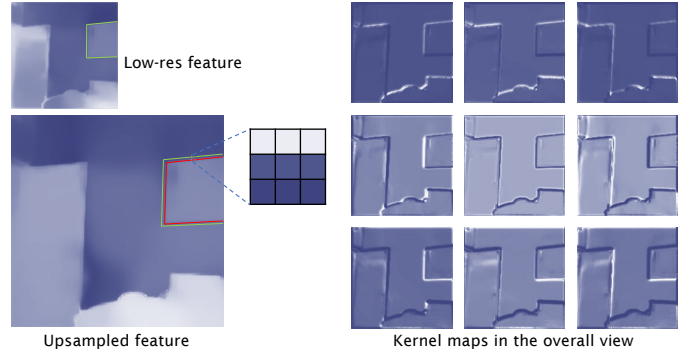 Low-res feature
Upsampled feature
Kernel maps in the overall view